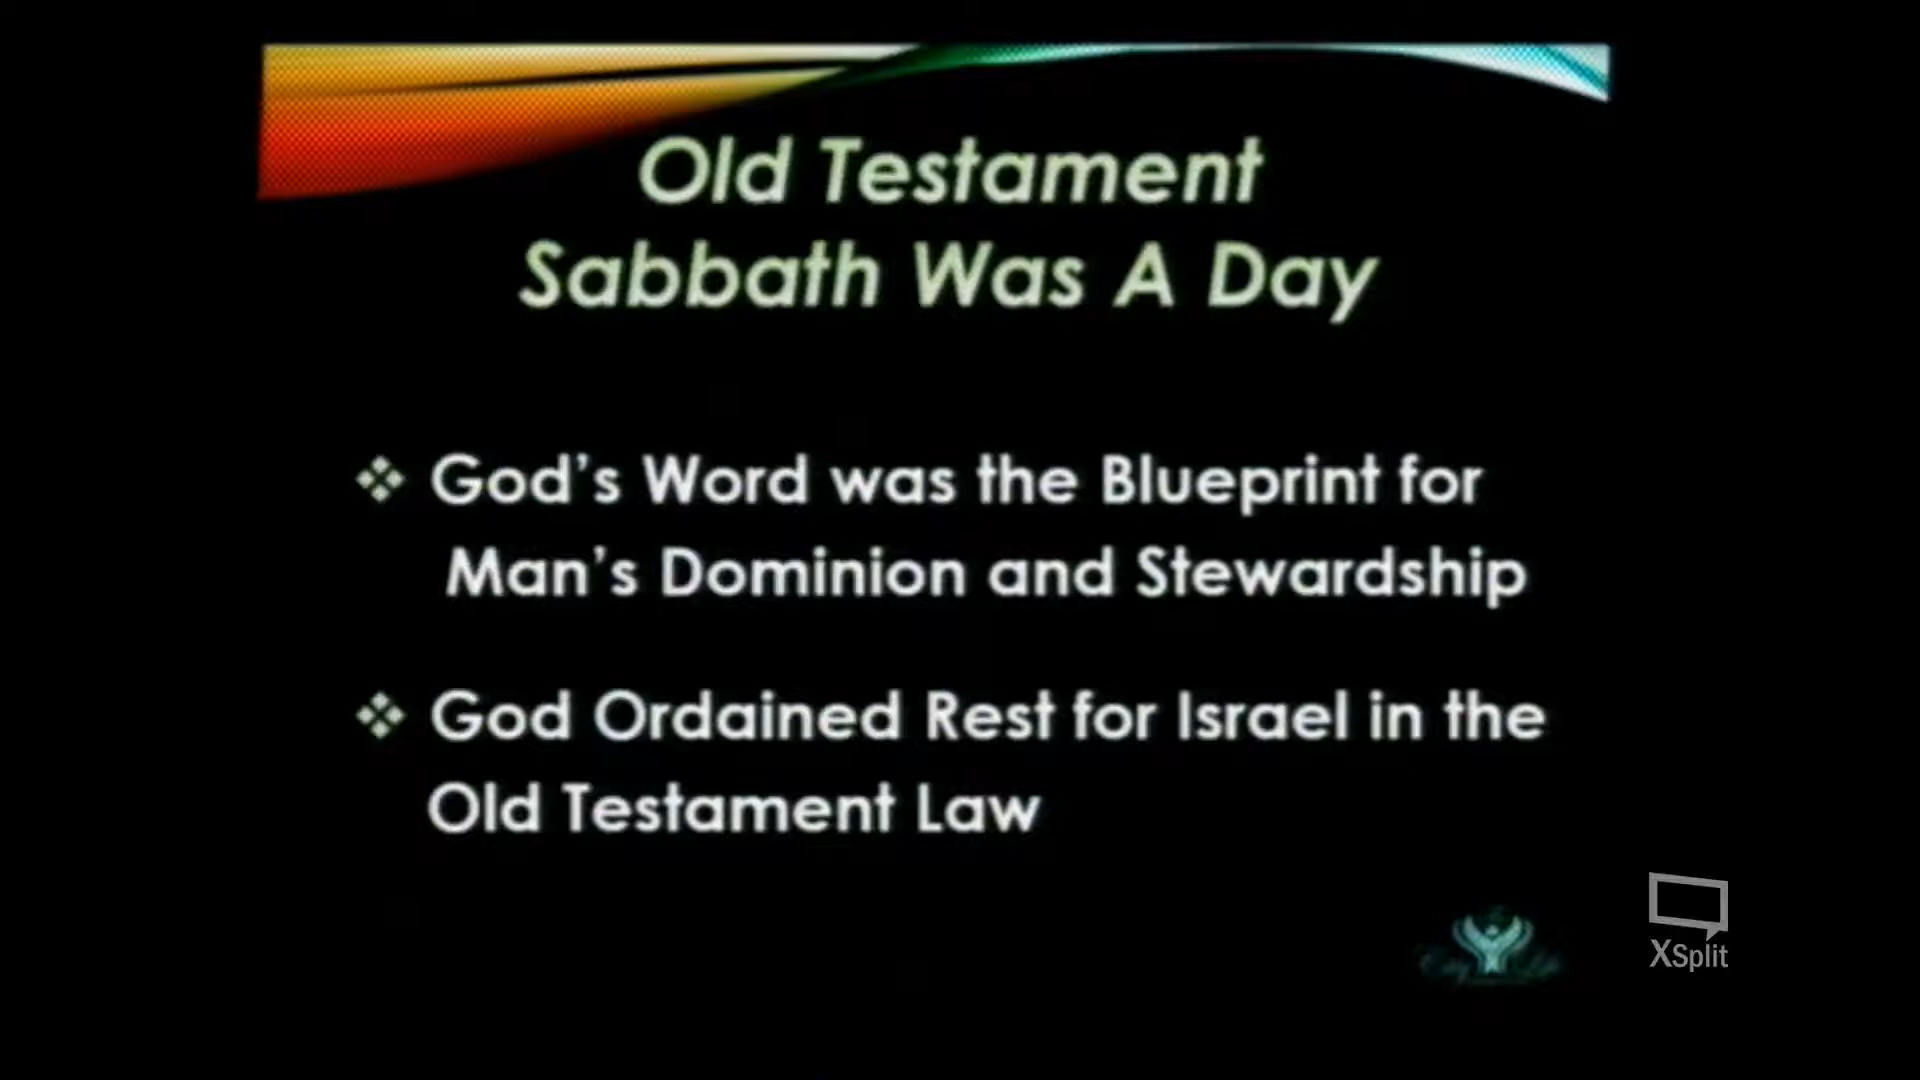 Old Testament
Sabbath Was A Day
❖ God's Word was the Blueprint for
Man's Dominion and Stewardship
❖ God Ordained Rest for Israel in the
Old Testament Law
XSplit